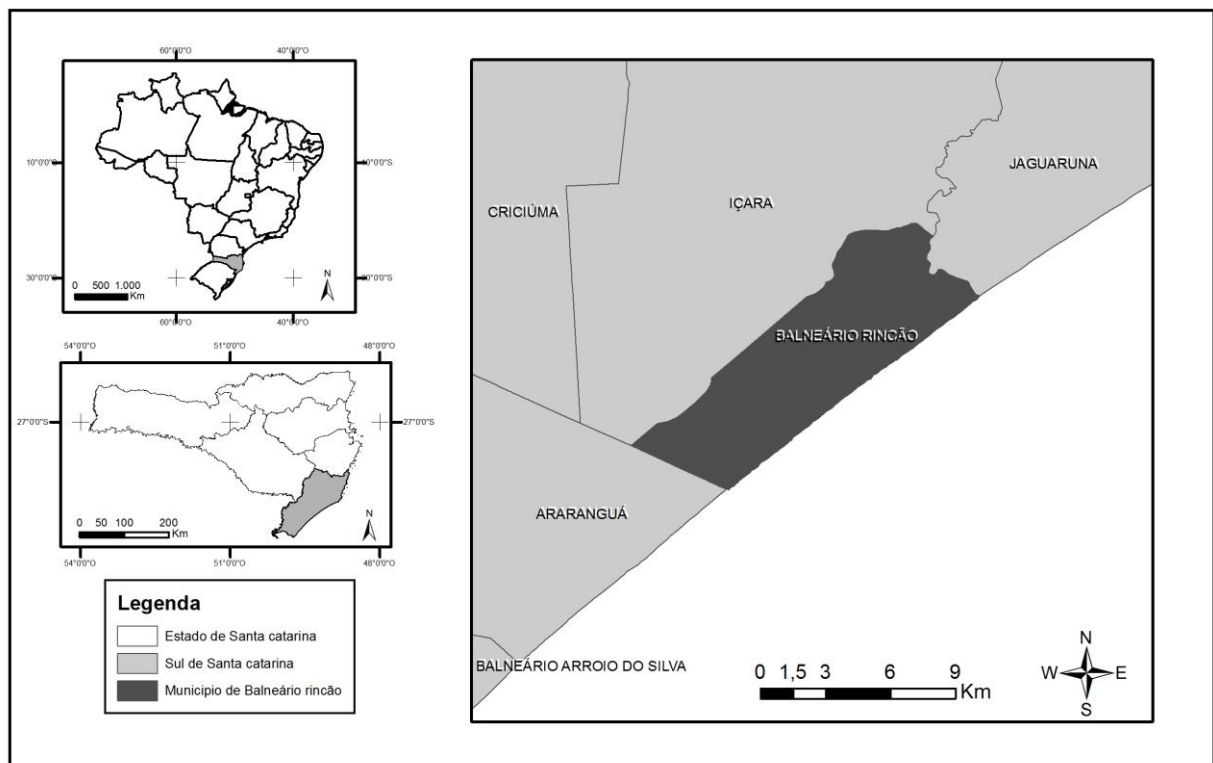 60°0'0"O 40°0'0"O
10°0'0"S
0°0'0"S
30°0'0"S
0°0'0"S
0 500 1.000
Km
N
60°0'0"O 40°0'0"O
54°0'0"O 51°0'0"O 48°0'0"O
27°0'0"S 27°0'0"S
0 50 100 200
Km
N
54°0'0"O 51°0'0"O 48°0'0"O
Legenda
Estado de Santa catarina
Sul de Santa catarina
Municipio de Balneário rincão
JAGUARUNA
CRICIÚMA
IÇARA
BALNEÁRIO RINCÃO
ARARANGUÁ
BALNEÁRIO ARROIO DO SILVA
0 1,5 3 6 9
Km
N
W E
S